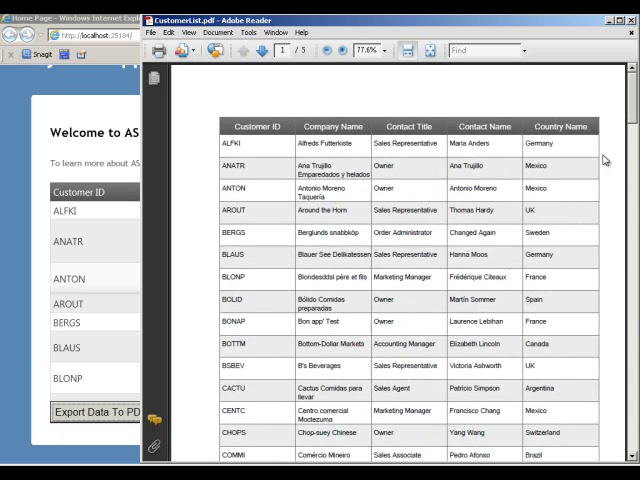 Home Page - Windows Internet Expl
http://localhost:25184/
Snagit
Welcome to AS
To learn more about AS
Customer ID
ALFKI
ANATR
ANTON
AROUT
BERGS
BLAUS
BLONP
Export Data To PD
CustomerList.pdf - Adobe Reader
File Edit View Document Tools Window Help
1 / 5 77.6% Find
Customer ID Company Name Contact Title Contact Name Country Name
ALFKI Alfreds Futterkiste Sales Representative Maria Anders Germany
ANATR Ana Trujillo Emparedados y helados Owner Ana Trujillo Mexico
ANTON Antonio Moreno Taquería Owner Antonio Moreno Mexico
AROUT Around the Horn Sales Representative Thomas Hardy UK
BERGS Berglunds snabbköp Order Administrator Changed Again Sweden
BLAUS Blauer See Delikatessen Sales Representative Hanna Moos Germany
BLONP Blondesddsl père et fils Marketing Manager Frédérique Citeaux France
BOLID Bólido Comidas preparadas Owner Martín Sommer Spain
BONAP Bon app' Test Owner Laurence Lebihan France
BOTTM Bottom-Dollar Markets Accounting Manager Elizabeth Lincoln Canada
BSBEV B's Beverages Sales Representative Victoria Ashworth UK
CACTU Cactus Comidas para llevar Sales Agent Patricio Simpson Argentina
CENTC Centro comercial Moctezuma Marketing Manager Francisco Chang Mexico
CHOPS Chop-suey Chinese Owner Yang Wang Switzerland
COMMI Comércio Mineiro Sales Associate Pedro Afonso Brazil